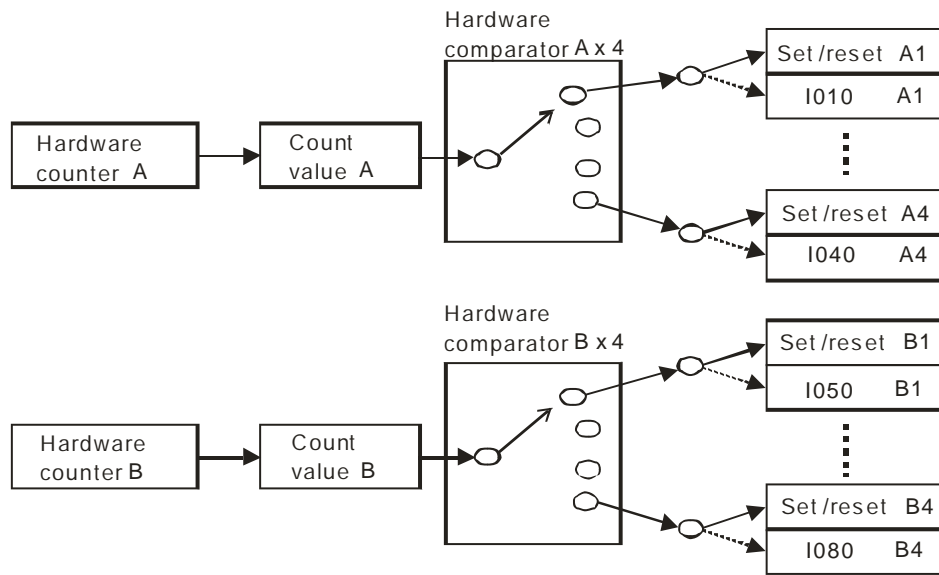 Hardware
comparator A x 4
Set/reset A1
I010 A1
Hardware
counter A
Count
value A
Set/reset A4
I040 A4
Hardware
comparator B x 4
Set/reset B1
I050 B1
Hardware
counter B
Count
value B
Set/reset B4
I080 B4